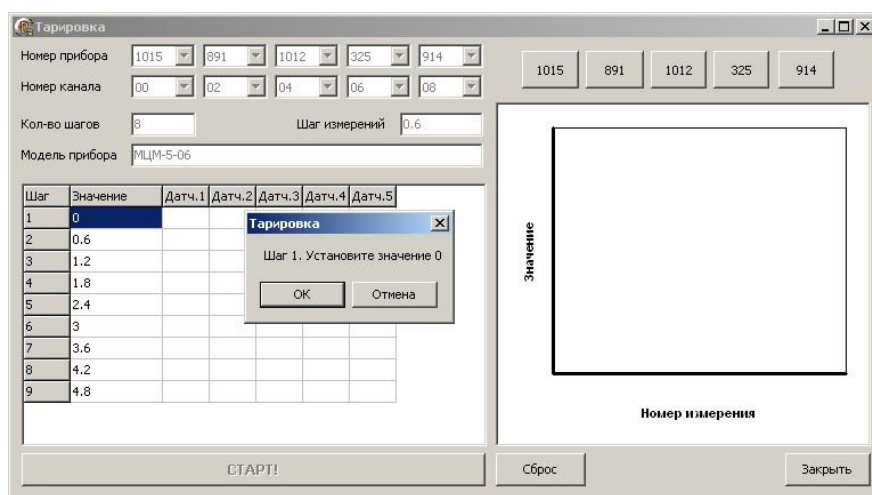 Тарировка
Номер прибора 1015 891 1012 325 914
Номер канала 00 02 04 06 08
Кол-во шагов 8 Шаг измерений 0.6
Модель прибора МЦМ-5-06
1015 891 1012 325 914
Шаг Значение Датч.1 Датч.2 Датч.3 Датч.4 Датч.5
1 0
2 0.6
3 1.2
4 1.8
5 2.4
6 3
7 3.6
8 4.2
9 4.8
Тарировка
Шаг 1. Установите значение 0
ОК Отмена
Значение
Номер измерения
СТАРТ!
Сброс
Закрыть